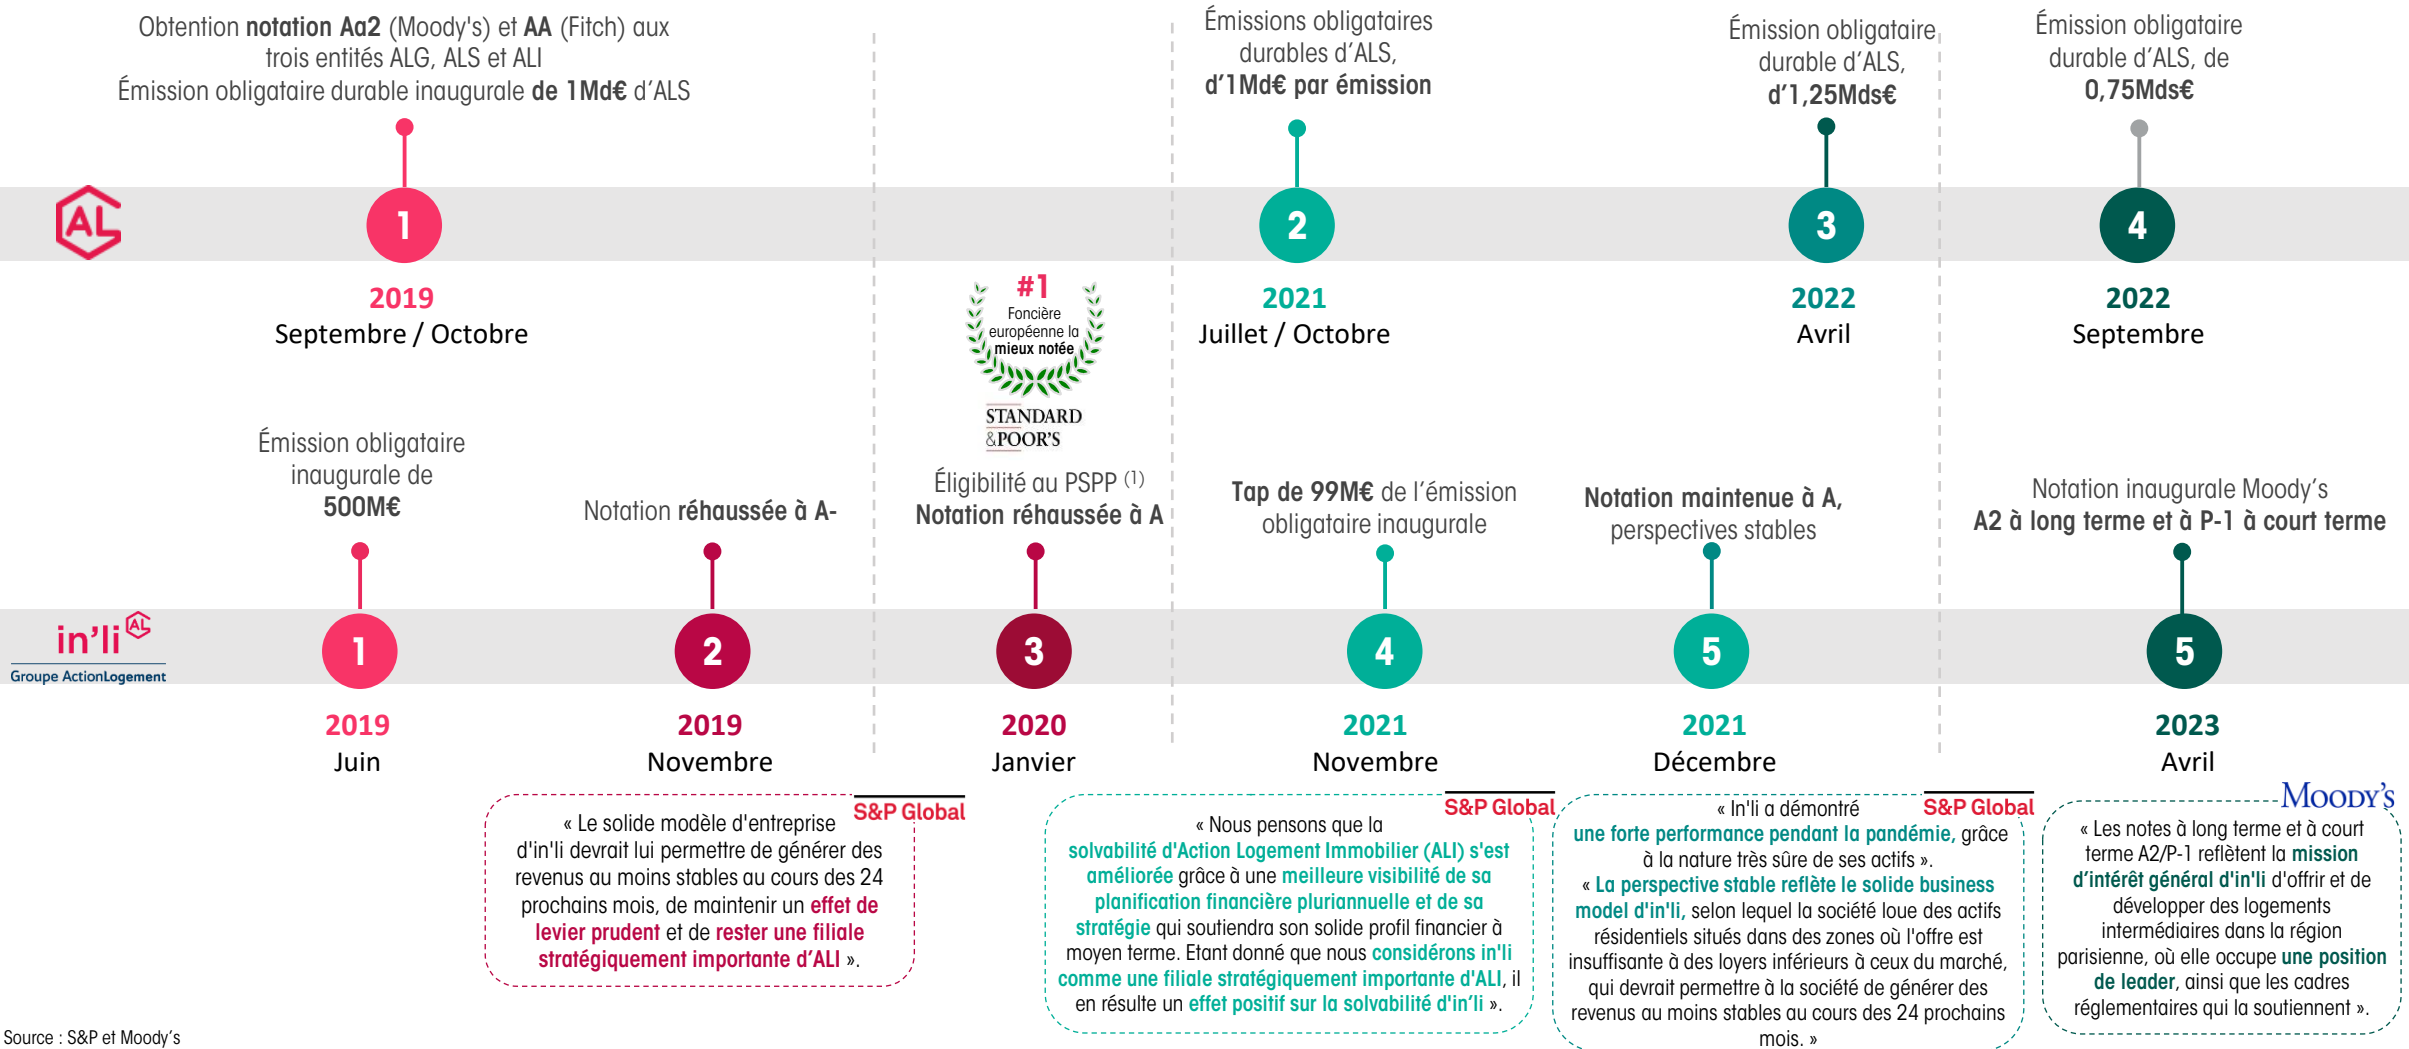 Obtention notation Aa2 (Moody's) et AA (Fitch) aux
trois entités ALG, ALS et ALI
Émission obligataire durable inaugurale de 1Md€ d'ALS
Émissions obligataires
durables d'ALS,
d'1Md€ par émission
Émission obligataire
durable d'ALS,
d'1,25Mds€
Émission obligataire
durable d'ALS, de
0,75Mds€
AL
1
2
3
4
2019
Septembre / Octobre
#1
Foncière
européenne la
mieux notée
STANDARD
&POOR'S
2021
Juillet / Octobre
2022
Avril
2022
Septembre
Émission obligataire
inaugurale de
500M€
Notation réhaussée à A-
Éligibilité au PSPP (1)
Notation réhaussée à A
Tap de 99M€ de l'émission
obligataire inaugurale
Notation maintenue à A,
perspectives stables
Notation inaugurale Moody's
A2 à long terme et à P-1 à court terme
in'li AL
Groupe ActionLogement
1
2
3
4
5
5
2019
Juin
2019
Novembre
2020
Janvier
2021
Novembre
2021
Décembre
2023
Avril
S&P Global
« Le solide modèle d'entreprise
d'in'li devrait lui permettre de générer des
revenus au moins stables au cours des 24
prochains mois, de maintenir un effet de
levier prudent et de rester une filiale
stratégiquement importante d'ALI ».
S&P Global
« Nous pensons que la
solvabilité d'Action Logement Immobilier (ALI) s'est
améliorée grâce à une meilleure visibilité de sa
planification financière pluriannuelle et de sa
stratégie qui soutiendra son solide profil financier à
moyen terme. Etant donné que nous considérons in'li
comme une filiale stratégiquement importante d'ALI, il
en résulte un effet positif sur la solvabilité d'in'li ».
S&P Global
« In'li a démontré
une forte performance pendant la pandémie, grâce
à la nature très sûre de ses actifs ».
« La perspective stable reflète le solide business
model d'in'li, selon lequel la société loue des actifs
résidentiels situés dans des zones où l'offre est
insuffisante à des loyers inférieurs à ceux du marché,
qui devrait permettre à la société de générer des
revenus au moins stables au cours des 24 prochains
mois. »
MOODY'S
« Les notes à long terme et à court
terme A2/P-1 reflètent la mission
d'intérêt général d'in'li d'offrir et de
développer des logements
intermédiaires dans la région
parisienne, où elle occupe une position
de leader, ainsi que les cadres
réglementaires qui la soutiennent ».
Source : S&P et Moody's